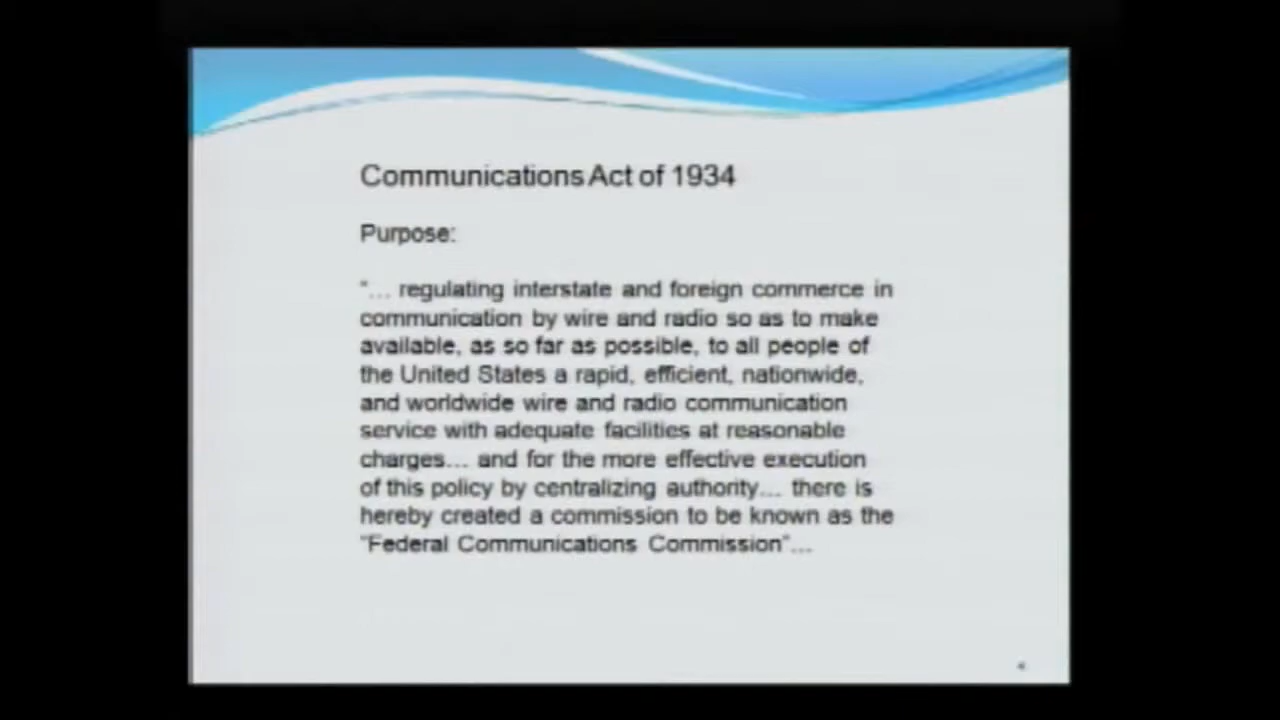 Communications Act of 1934
Purpose:
"... regulating interstate and foreign commerce in
communication by wire and radio so as to make
available, as so far as possible, to all people of
the United States a rapid, efficient, nationwide,
and worldwide wire and radio communication
service with adequate facilities at reasonable
charges... and for the more effective execution
of this policy by centralizing authority... there is
hereby created a commission to be known as the
"Federal Communications Commission"...